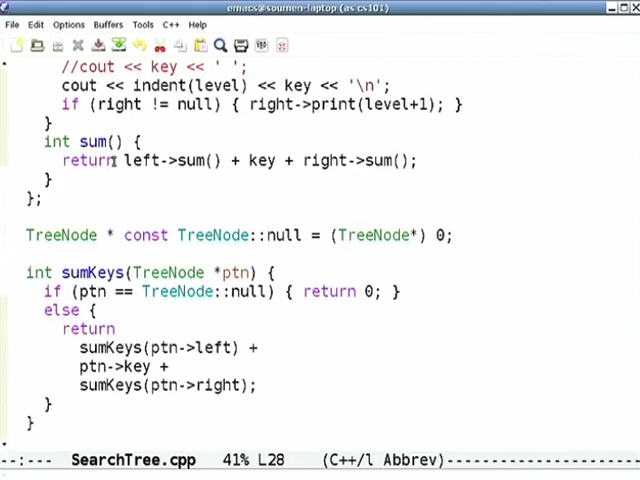 emacs@soumen-laptop (as cs101)
File Edit Options Buffers Tools C++ Help
//cout << key << ' ';
cout << indent(level) << key << '\n';
if (right != null) { right->print(level+1); }
}
int sum() {
return left->sum() + key + right->sum();
}
};
TreeNode * const TreeNode::null = (TreeNode*) 0;
int sumKeys(TreeNode *ptn) {
if (ptn == TreeNode::null) { return 0; }
else {
return
sumKeys(ptn->left) +
ptn->key +
sumKeys(ptn->right);
}
}
--:--- SearchTree.cpp 41% L28 (C++/l Abbrev)--------------------